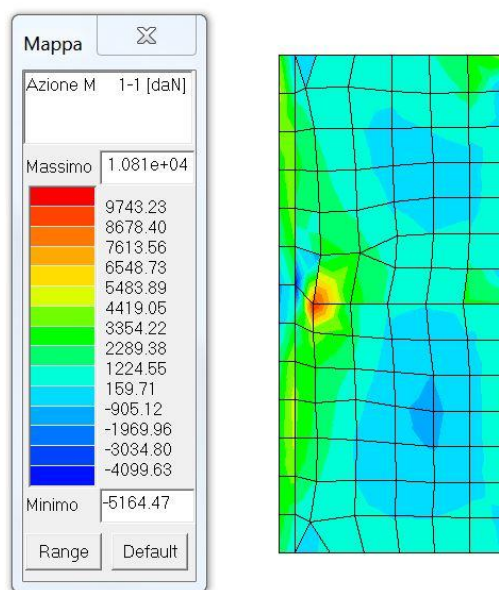 Mappa
Azione M 1-1 [daN]
Massimo 1.081e+04
9743.23
8678.40
7613.56
6548.73
5483.89
4419.05
3354.22
2289.38
1224.55
159.71
-905.12
-1969.96
-3034.80
-4099.63
Minimo -5164.47
Range Default